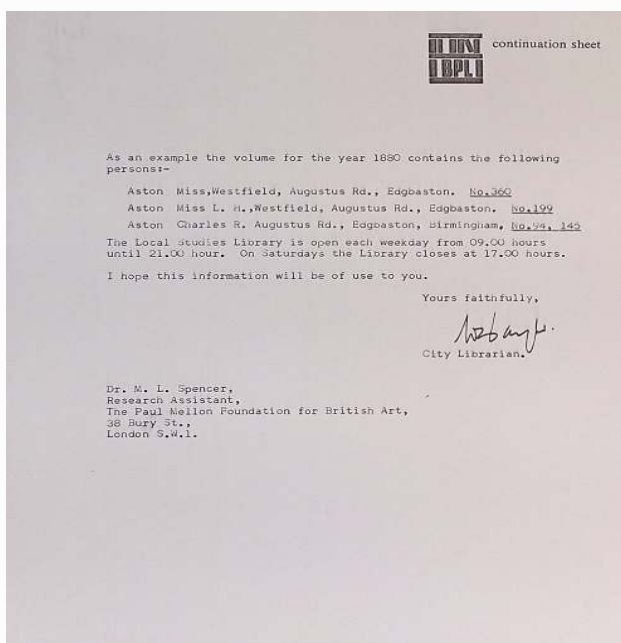 BPL continuation sheet
As an example the volume for the year 1880 contains the following
persons:-
Aston Miss,Westfield, Augustus Rd., Edgbaston. No.360
Aston Miss L. H.,Westfield, Augustus Rd., Edgbaston. No.199
Aston Charles R. Augustus Rd., Edgbaston, Birmingham, No.94, 145
The Local Studies Library is open each weekday from 09.00 hours
until 21.00 hour. On Saturdays the Library closes at 17.00 hours.
I hope this information will be of use to you.
Yours faithfully,
City Librarian.
Dr. M. L. Spencer,
Research Assistant,
The Paul Mellon Foundation for British Art,
38 Bury St.,
London S.W.1.